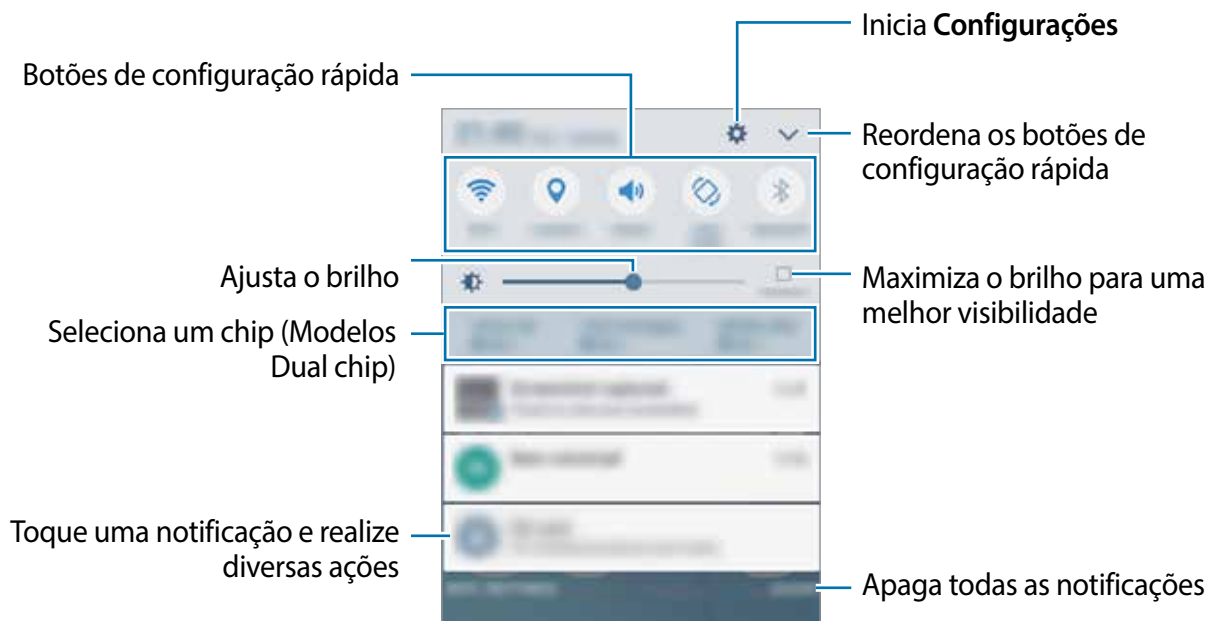 Inicia Configurações
Botões de configuração rápida
Reordena os botões de
configuração rápida
Ajusta o brilho
Maximiza o brilho para uma
melhor visibilidade
Seleciona um chip (Modelos
Dual chip)
Toque uma notificação e realize
diversas ações
Apaga todas as notificações